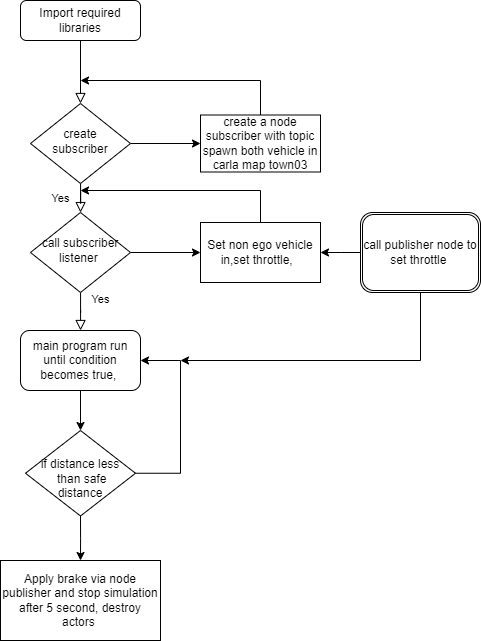 Import required
libraries
create
subscriber
create a node
subscriber with topic
spawn both vehicle in
carla map town03
Yes
call subscriber
listener
Set non ego vehicle
in,set throttle,
call publisher node to
set throttle
Yes
main program run
until condition
becomes true,
if distance less
than safe
distance
Apply brake via node
publisher and stop simulation
after 5 second, destroy
actors